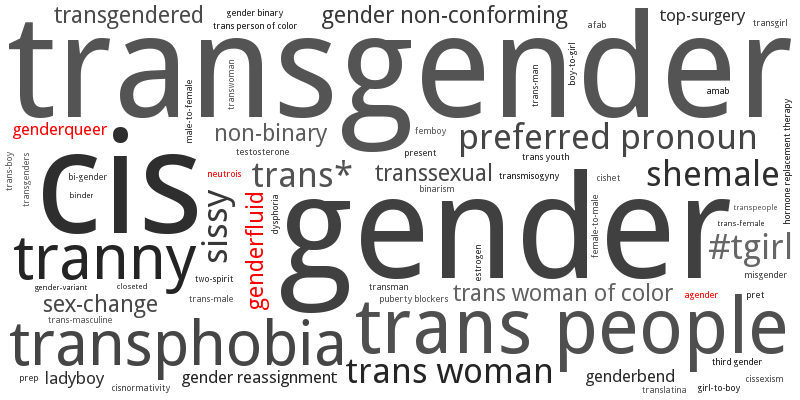 transgendered
gender binary
trans person of color
gender non-conforming
afab
top-surgery
transgirl
transgender
male-to-female
transwoman
trans-man
boy-to-girl
amab
hormone replacement therapy
genderqueer
non-binary
femboy
preferred pronoun
testosterone
present
trans youth
trans-boy
transgenders
bi-gender
binder
cis
neutrois
trans*
transsexual
transmisogyny
cishet
shemale
binarism
sissy
genderfluid
dysphoria
gender
female-to-male
transpeople
trans-female
#tgirl
tranny
estrogen
misgender
two-spirit
gender-variant
closeted
transman
puberty blockers
trans woman of color
agender
pret
sex-change
trans-male
trans-masculine
transphobia
trans people
third gender
prep
ladyboy
cisnormativity
gender reassignment
trans woman
genderbend
translatina
girl-to-boy
cissexism